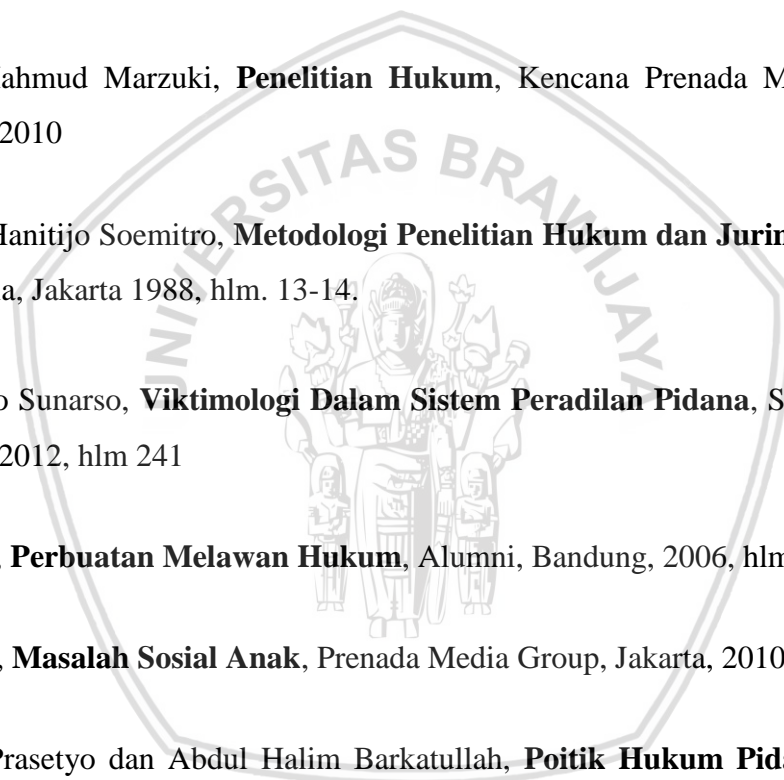 Mahmud Marzuki, Penelitian Hukum, Kencana Prenada M
2010
UNIVERSITAS BRAWIJAYA
Hanitijo Soemitro, Metodologi Penelitian Hukum dan Jurim
a, Jakarta 1988, hlm. 13-14.
o Sunarso, Viktimologi Dalam Sistem Peradilan Pidana, S
2012, hlm 241
, Perbuatan Melawan Hukum, Alumni, Bandung, 2006, hlm
, Masalah Sosial Anak, Prenada Media Group, Jakarta, 2010
Prasetyo dan Abdul Halim Barkatullah, Poitik Hukum Pid